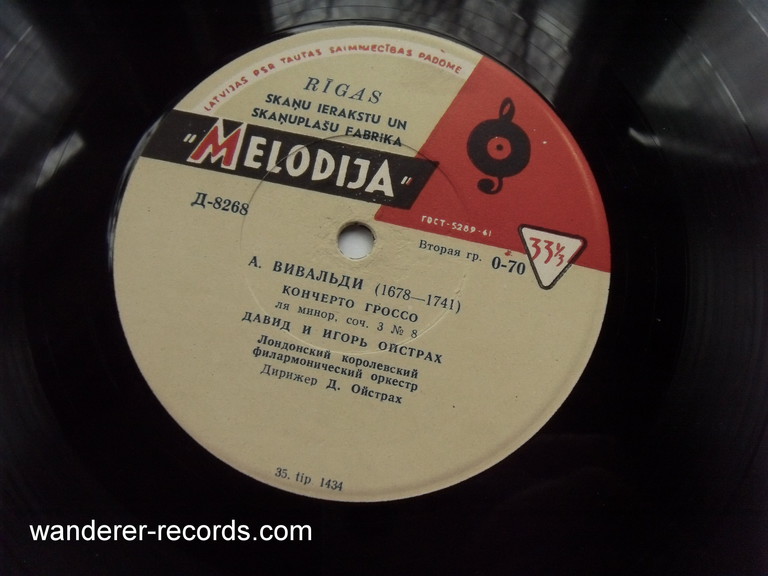 LATVIJAS PSR TAUTAS SAIMNIECĪBAS PADOME
RĪGAS
SKAŅU IERAKSTU UN
SKAŅUPLAŠU FABRIKA
"MELODIJA"
Д-8268
ГОСТ-5289-61
Вторая гр. 0-70
33⅓
А. ВИВАЛЬДИ (1678—1741)
КОНЧЕРТО ГРОССО
ля минор, соч. 3 № 8
ДАВИД И ИГОРЬ ОЙСТРАХ
Лондонский королевский
филармонический оркестр
Дирижер Д. Ойстрах
35. tip 1434
wanderer-records.com